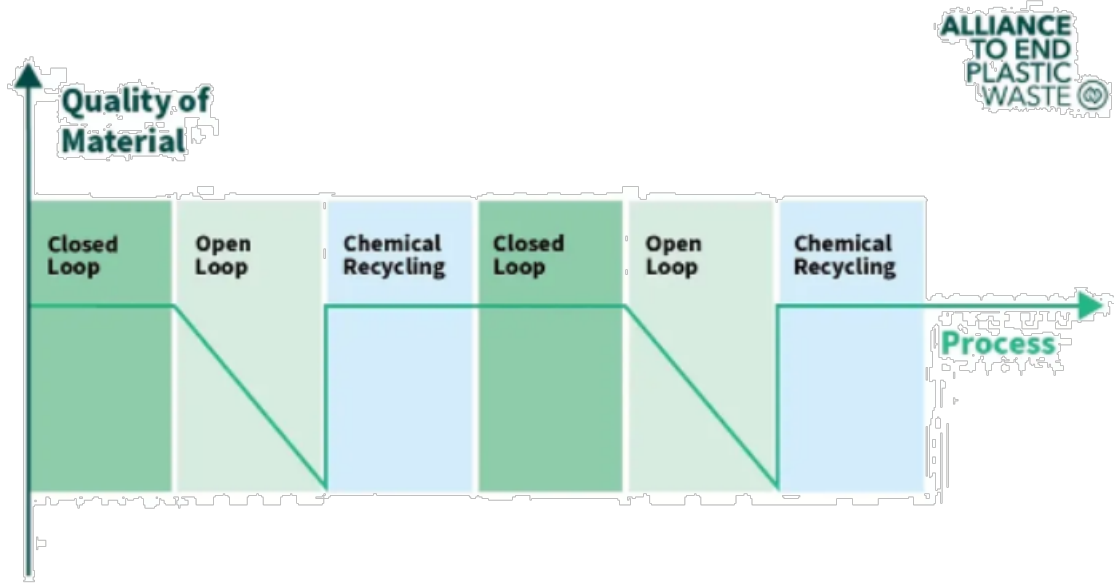 ALLIANCE
TO END
PLASTIC
WASTE
Quality of
Material
Closed
Loop
Open
Loop
Chemical
Recycling
Closed
Loop
Open
Loop
Chemical
Recycling
Process